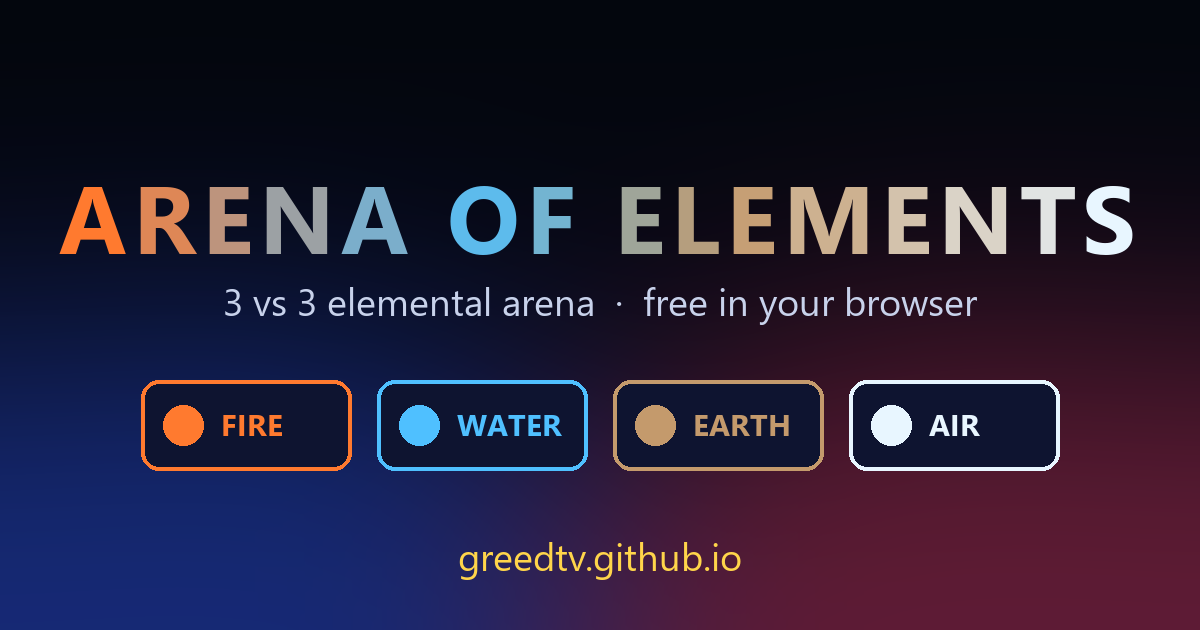 ARENA OF ELEMENTS
3 vs 3 elemental arena · free in your browser
FIRE WATER EARTH AIR
greedtv.github.io